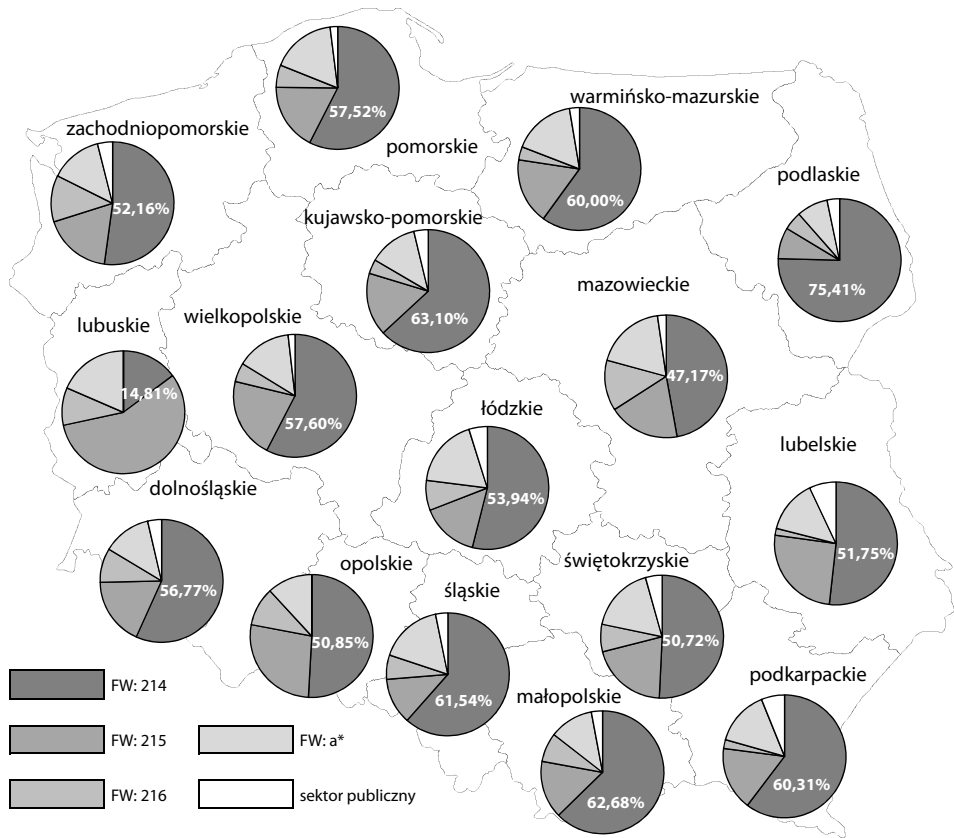 57,52%
pomorskie
warmińsko-mazurskie
60,00%
zachodniopomorskie
52,16%
podlaskie
75,41%
kujawsko-pomorskie
63,10%
mazowieckie
47,17%
lubuskie
14,81%
wielkopolskie
57,60%
łódzkie
53,94%
lubelskie
51,75%
dolnośląskie
56,77%
opolskie
50,85%
śląskie
61,54%
świętokrzyskie
50,72%
małopolskie
62,68%
podkarpackie
60,31%
FW: 214
FW: 215
FW: 216
FW: a*
sektor publiczny